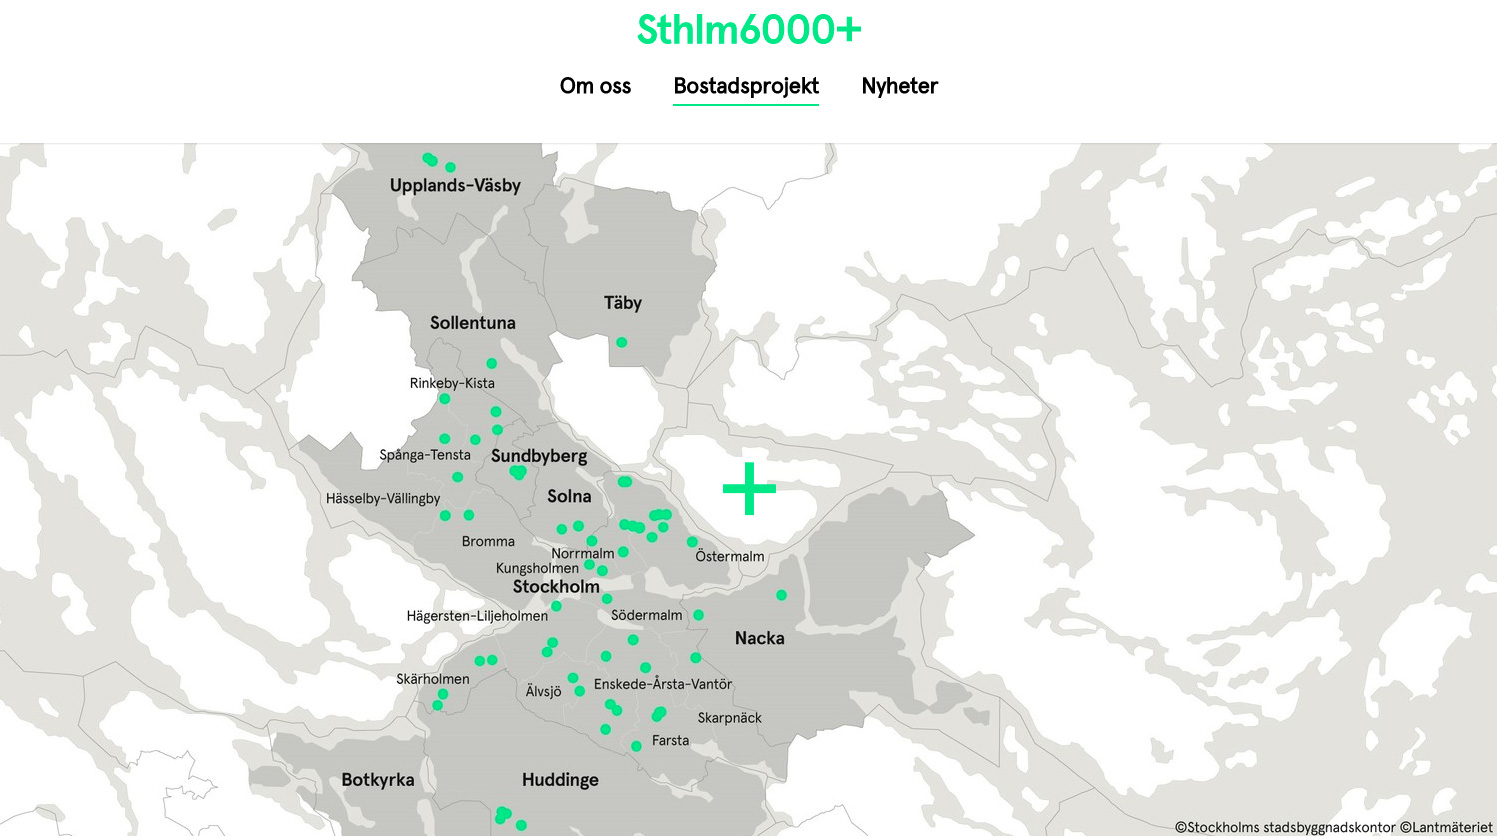 Sthlm6000+
Om oss Bostadsprojekt Nyheter
Upplands-Väsby
Täby
Sollentuna
Rinkeby-Kista
Spånga-Tensta
Sundbyberg
Hässelby-Vällingby
Solna
Bromma
Norrmalm
Östermalm
Kungsholmen
Stockholm
Hägersten-Liljeholmen
Södermalm
Nacka
Skärholmen
Älvsjö
Enskede-Årsta-Vantör
Skarpnäck
Farsta
Botkyrka
Huddinge
©Stockholms stadsbyggnadskontor ©Lantmäteriet